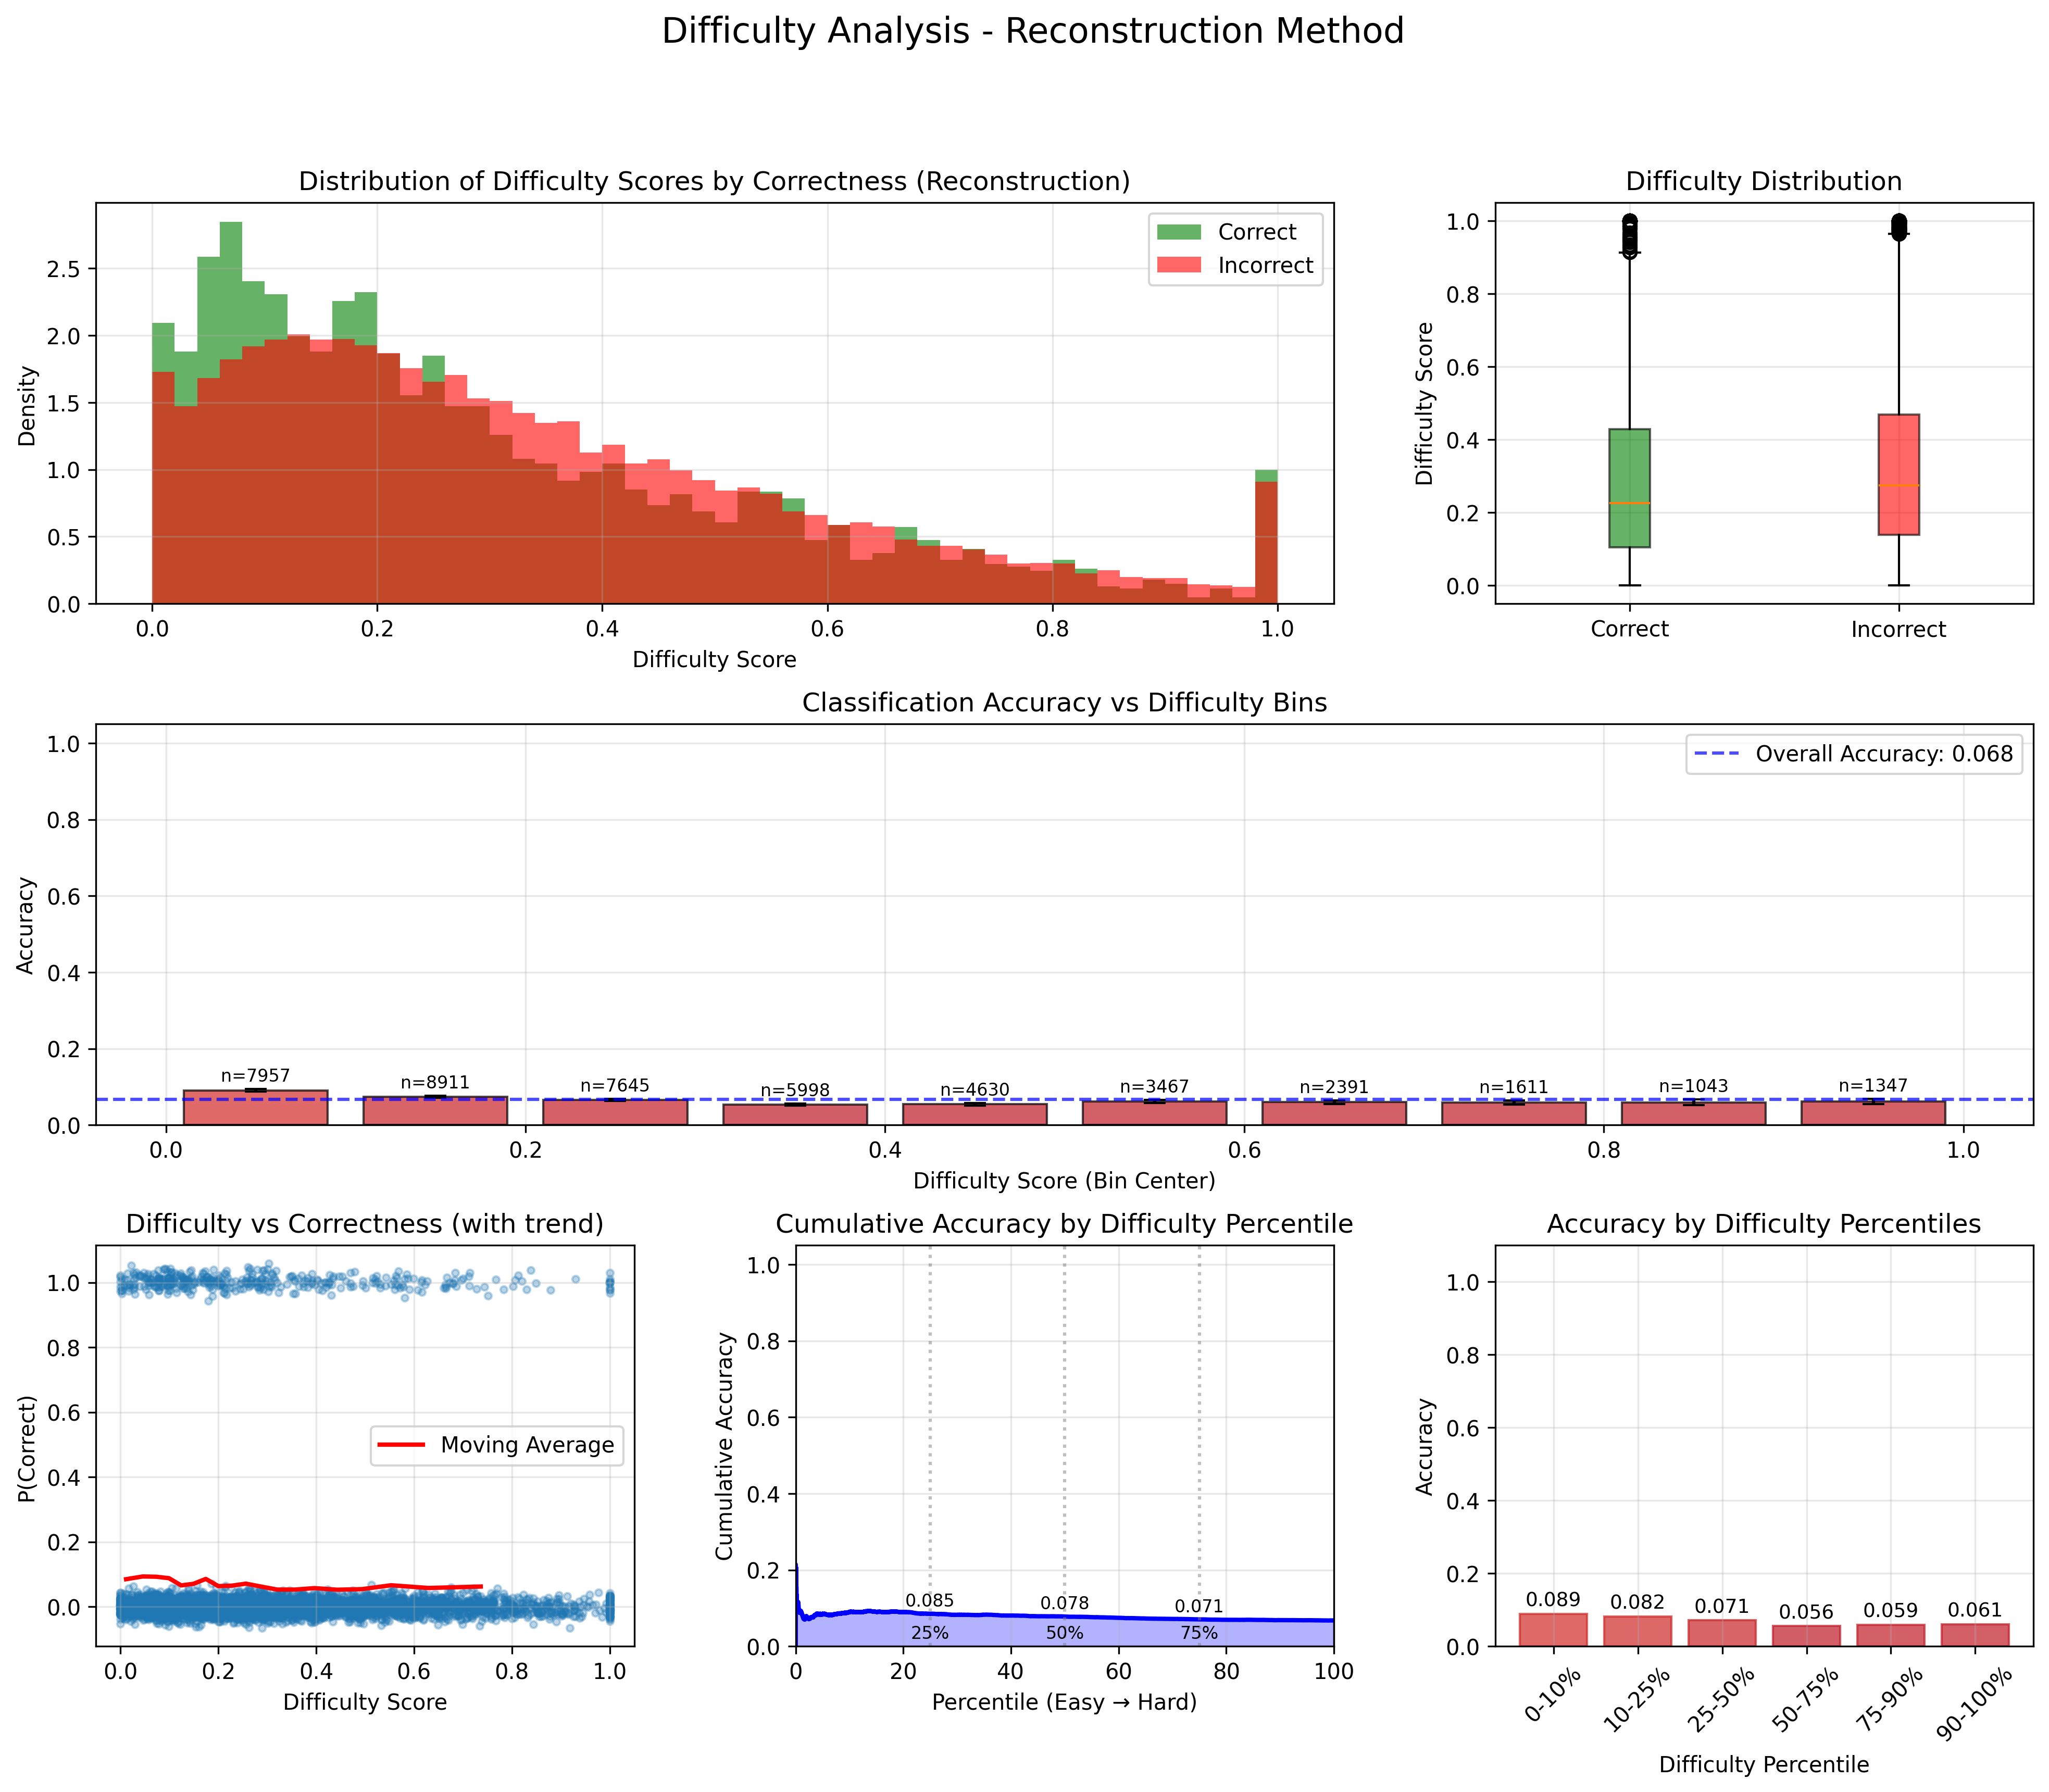 Difficulty Analysis - Reconstruction Method
Distribution of Difficulty Scores by Correctness (Reconstruction)
Density
2.5
2.0
1.5
1.0
0.5
0.0
Correct
Incorrect
0.0 0.2 0.4 0.6 0.8 1.0
Difficulty Score
Difficulty Distribution
Difficulty Score
1.0
0.8
0.6
0.4
0.2
0.0
Correct Incorrect
Classification Accuracy vs Difficulty Bins
Accuracy
1.0
0.8
0.6
0.4
0.2
0.0
Overall Accuracy: 0.068
n=7957 n=8911 n=7645 n=5998 n=4630 n=3467 n=2391 n=1611 n=1043 n=1347
0.0 0.2 0.4 0.6 0.8 1.0
Difficulty Score (Bin Center)
Difficulty vs Correctness (with trend)
P(Correct)
1.0
0.8
0.6
0.4
0.2
0.0
Moving Average
0.0 0.2 0.4 0.6 0.8 1.0
Difficulty Score
Cumulative Accuracy by Difficulty Percentile
Cumulative Accuracy
1.0
0.8
0.6
0.4
0.2
0.0
0.085 0.078 0.071
25% 50% 75%
0 20 40 60 80 100
Percentile (Easy → Hard)
Accuracy by Difficulty Percentiles
Accuracy
1.0
0.8
0.6
0.4
0.2
0.0
0.089 0.082 0.071 0.056 0.059 0.061
0-10% 10-25% 25-50% 50-75% 75-90% 90-100%
Difficulty Percentile